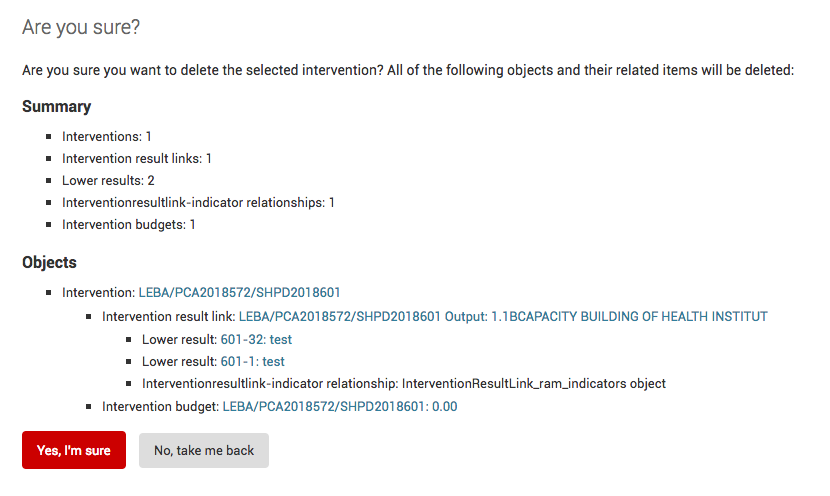 Are you sure?
Are you sure you want to delete the selected intervention? All of the following objects and their related items will be deleted:
Summary
Interventions: 1
Intervention result links: 1
Lower results: 2
Interventionresultlink-indicator relationships: 1
Intervention budgets: 1
Objects
Intervention: LEBA/PCA2018572/SHPD2018601
Intervention result link: LEBA/PCA2018572/SHPD2018601 Output: 1.1BCAPACITY BUILDING OF HEALTH INSTITUT
Lower result: 601-32: test
Lower result: 601-1: test
Interventionresultlink-indicator relationship: InterventionResultLink_ram_indicators object
Intervention budget: LEBA/PCA2018572/SHPD2018601: 0.00
Yes, I'm sure No, take me back